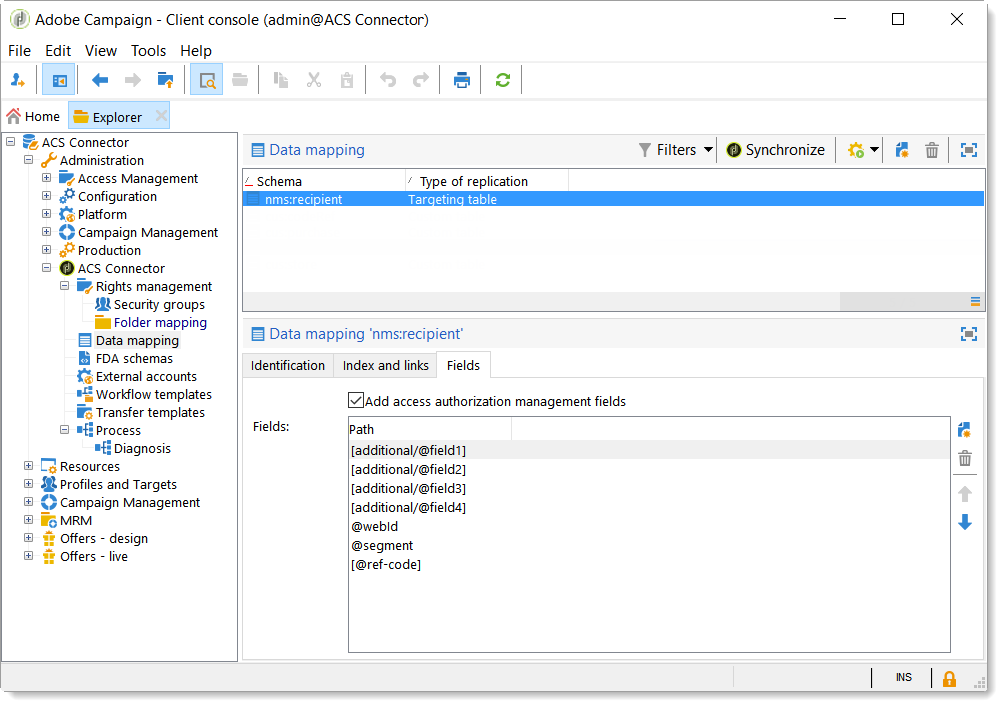 Adobe Campaign - Client console (admin@ACS Connector)
File Edit View Tools Help
Home Explorer
ACS Connector
Administration
Access Management
Configuration
Platform
Campaign Management
Production
ACS Connector
Rights management
Security groups
Folder mapping
Data mapping
FDA schemas
External accounts
Workflow templates
Transfer templates
Process
Diagnosis
Resources
Profiles and Targets
Campaign Management
MRM
Offers - design
Offers - live
Data mapping Filters Synchronize
Schema Type of replication
nms:recipient Targeting table
Data mapping 'nms:recipient'
Identification Index and links Fields
Add access authorization management fields
Fields:
Path
[additional/@field1]
[additional/@field2]
[additional/@field3]
[additional/@field4]
@webId
@segment
[@ref-code]
INS